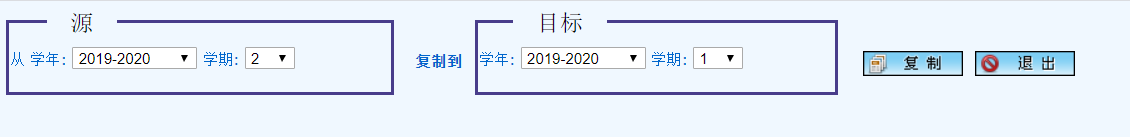 源 目标
从 学年: 2019-2020 学期: 2 复制到 学年: 2019-2020 学期: 1 复 制 退 出